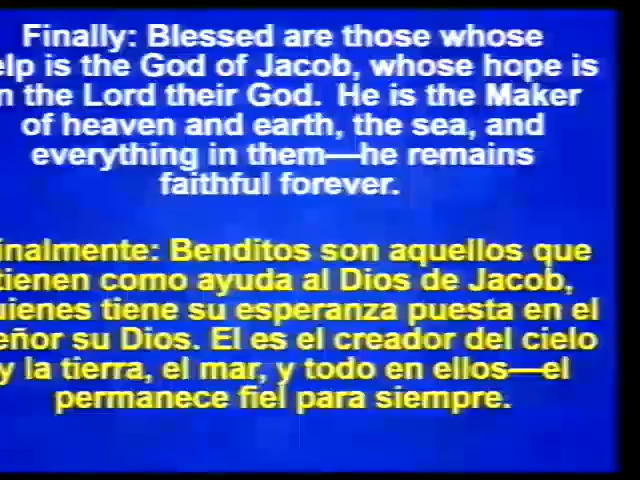 Finally: Blessed are those whose
elp is the God of Jacob, whose hope is
n the Lord their God. He is the Maker
of heaven and earth, the sea, and
everything in them—he remains
faithful forever.
inalmente: Benditos son aquellos que
tienen como ayuda al Dios de Jacob,
uienes tiene su esperanza puesta en el
eñor su Dios. El es el creador del cielo
y la tierra, el mar, y todo en ellos—el
permanece fiel para siempre.